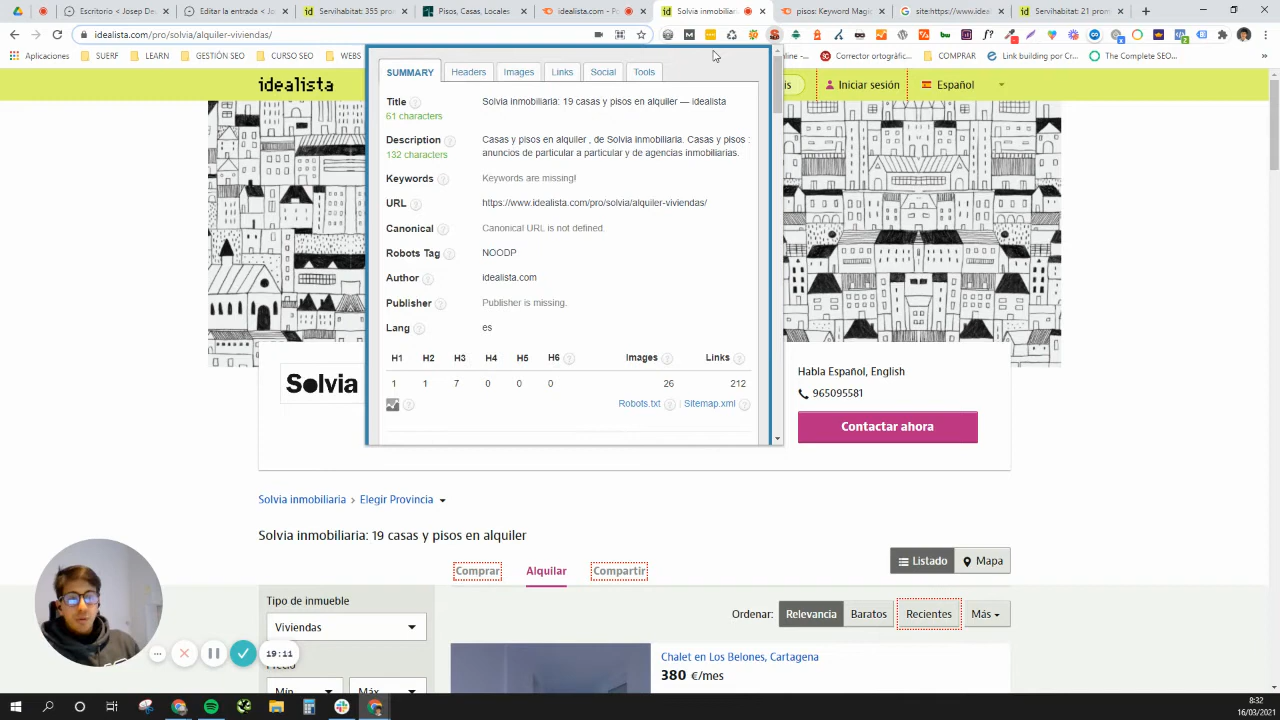 Escritorio < Josep De
Editar la entrada < Jo
Servihabitat: 355 pro
Pisos, Casas, Locales
idealista.com - Po
Solvia inmobiliari
pisos: Keyword Magic
site:https://www.ideal
Servihabitat: 21 prom
idealista.com/pro/solvia/alquiler-viviendas/
Aplicaciones
SUFFI
LEARN
GESTIÓN SEO
CURSO SEO
WEBS
online -...
Corrector ortográfic...
COMPRAR
Link building por Cr...
The Complete SEO...
idealista
is
Iniciar sesión
Español
SUMMARY
Headers
Images
Links
Social
Tools
Title
Solvia inmobiliaria: 19 casas y pisos en alquiler — idealista
61 characters
Description
Casas y pisos en alquiler , de Solvia Inmobiliaria. Casas y pisos
132 characters
anuncios de particular a particular y de agencias inmobiliarias.
Keywords
Keywords are missing!
URL
https://www.idealista.com/pro/solvia/alquiler-viviendas/
Canonical
Canonical URL is not defined.
Robots Tag
NOODP
Author
idealista.com
Publisher
Publisher is missing.
Lang
es
H1 H2 H3 H4 H5 H6 Images Links
1 1 7 0 0 0 26 212
Robots.txt | Sitemap.xml
Solvia
Habla Español, English
965095581
Contactar ahora
Solvia inmobiliaria > Elegir Provincia
Solvia inmobiliaria: 19 casas y pisos en alquiler
Comprar
Alquilar
Compartir
Listado
Mapa
Tipo de inmueble
Viviendas
Precio
Mín
Máx
Ordenar:
Relevancia
Baratos
Recientes
Más
Chalet en Los Belones, Cartagena
380 €/mes
19:11
8:32
16/03/2021